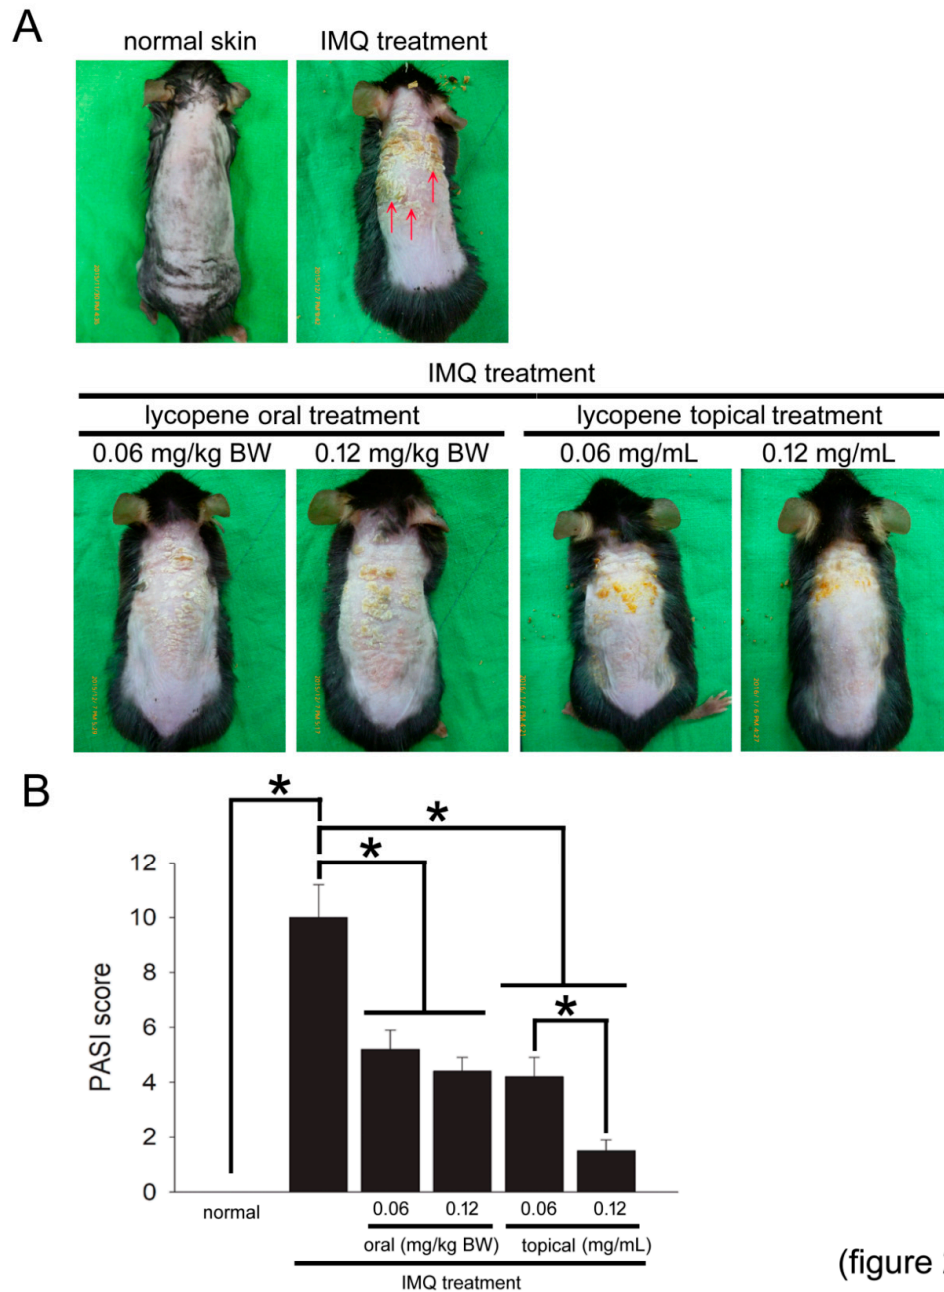 A
normal skin
IMQ treatment
IMQ treatment
lycopene oral treatment
lycopene topical treatment
0.06 mg/kg BW
0.12 mg/kg BW
0.06 mg/mL
0.12 mg/mL
B
*
*
*
*
12
10
8
6
4
2
0
PASI score
normal
0.06
0.12
0.06
0.12
oral (mg/kg BW)
topical (mg/mL)
IMQ treatment
(figure